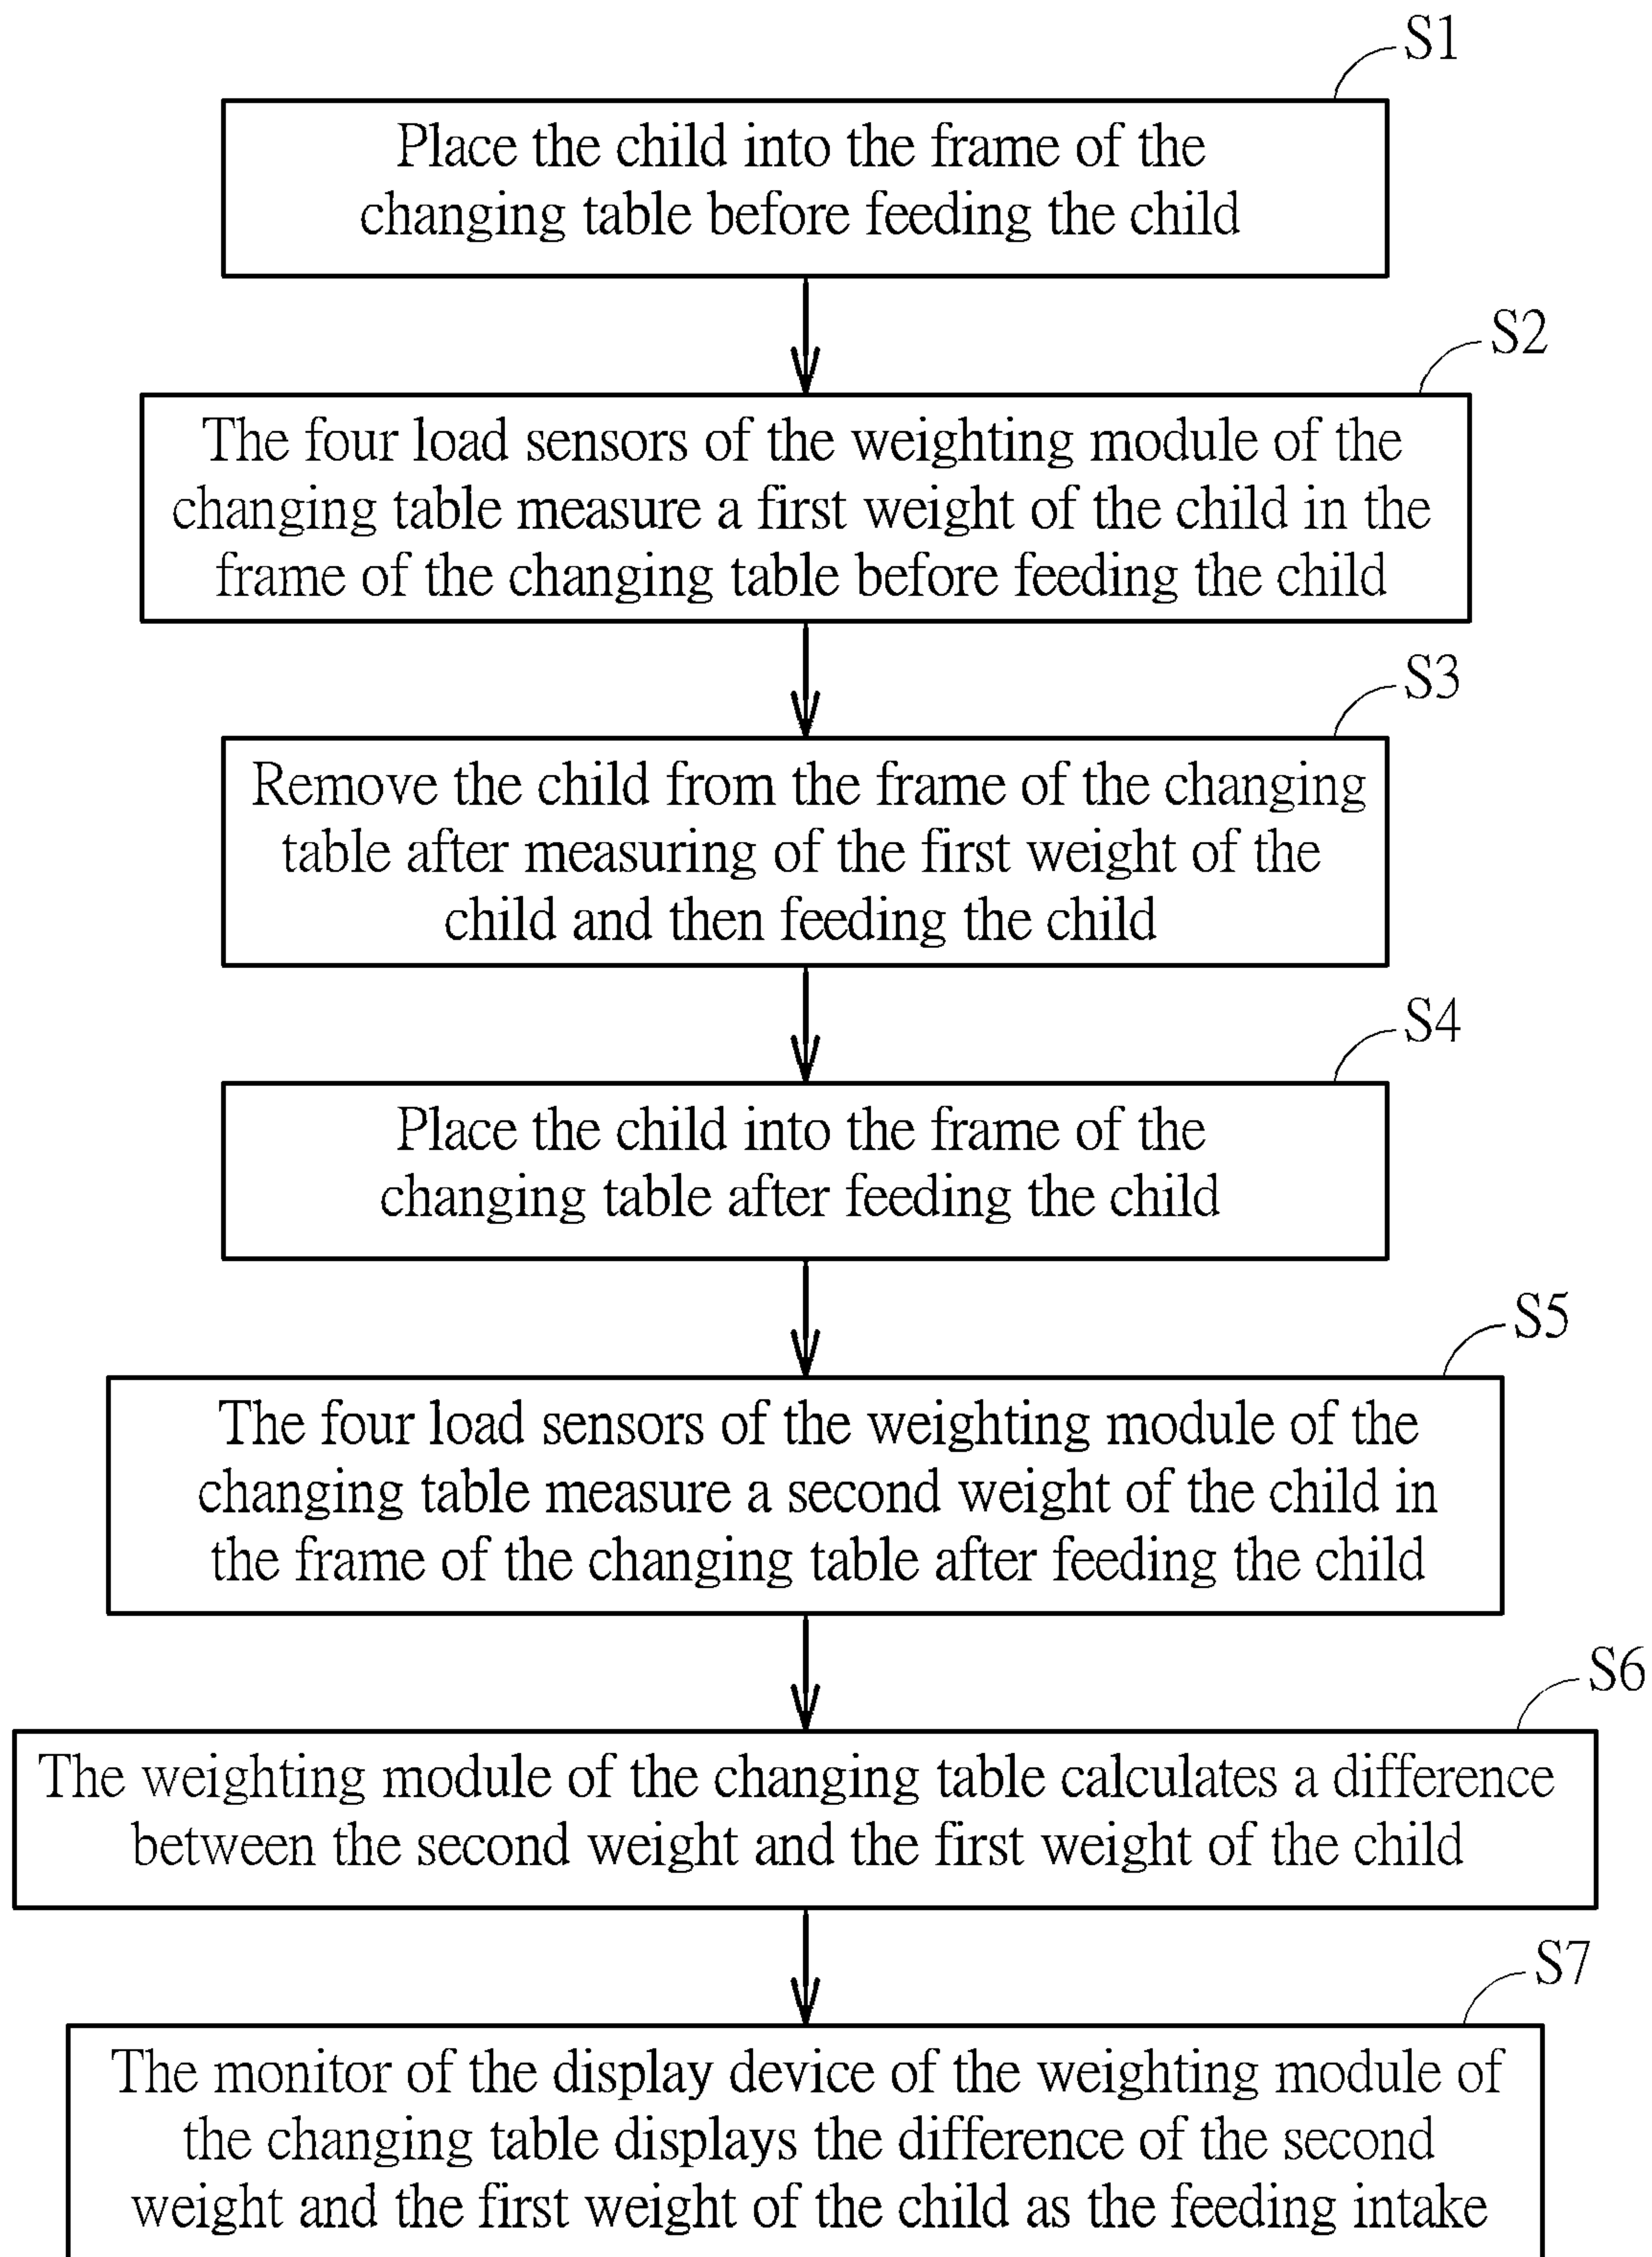 S1
Place the child into the frame of the
changing table before feeding the child
S2
The four load sensors of the weighting module of the
changing table measure a first weight of the child in the
frame of the changing table before feeding the child
S3
Remove the child from the frame of the changing
table after measuring of the first weight of the
child and then feeding the child
S4
Place the child into the frame of the
changing table after feeding the child
S5
The four load sensors of the weighting module of the
changing table measure a second weight of the child in
the frame of the changing table after feeding the child
S6
The weighting module of the changing table calculates a difference
between the second weight and the first weight of the child
S7
The monitor of the display device of the weighting module of
the changing table displays the difference of the second
weight and the first weight of the child as the feeding intake